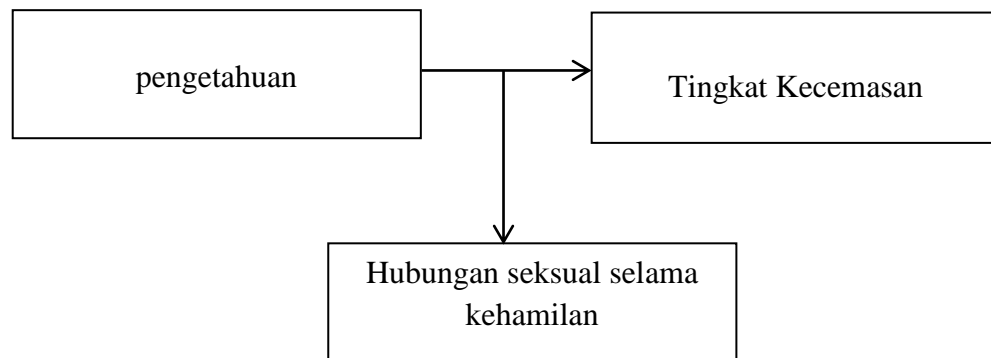 pengetahuan
Tingkat Kecemasan
Hubungan seksual selama
kehamilan